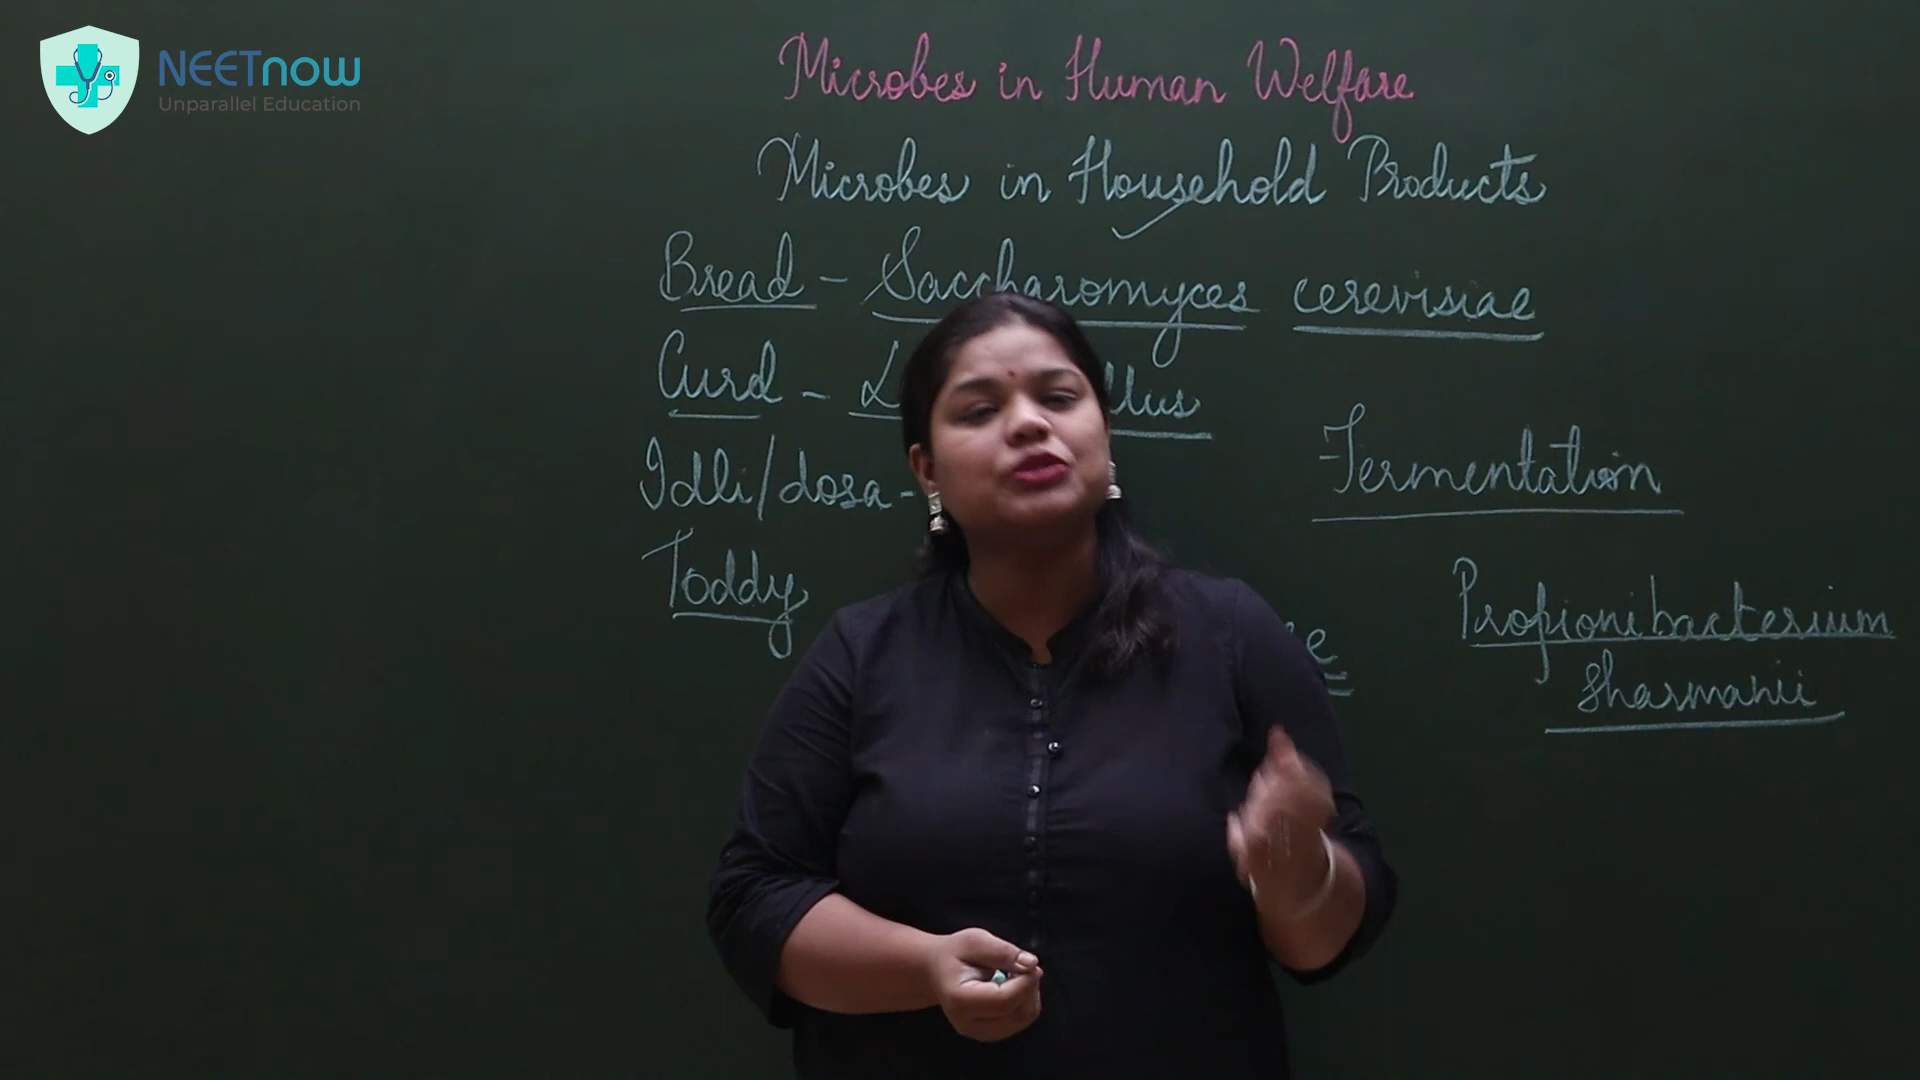 NEETnow
Unparallel Education
Microbes in Human Welfare
Microbes in Household Products
Bread - Saccharomyces cerevisiae
Curd -
Idli/dosa -
Fermentation
Toddy
Propionibacterium
sharmanii